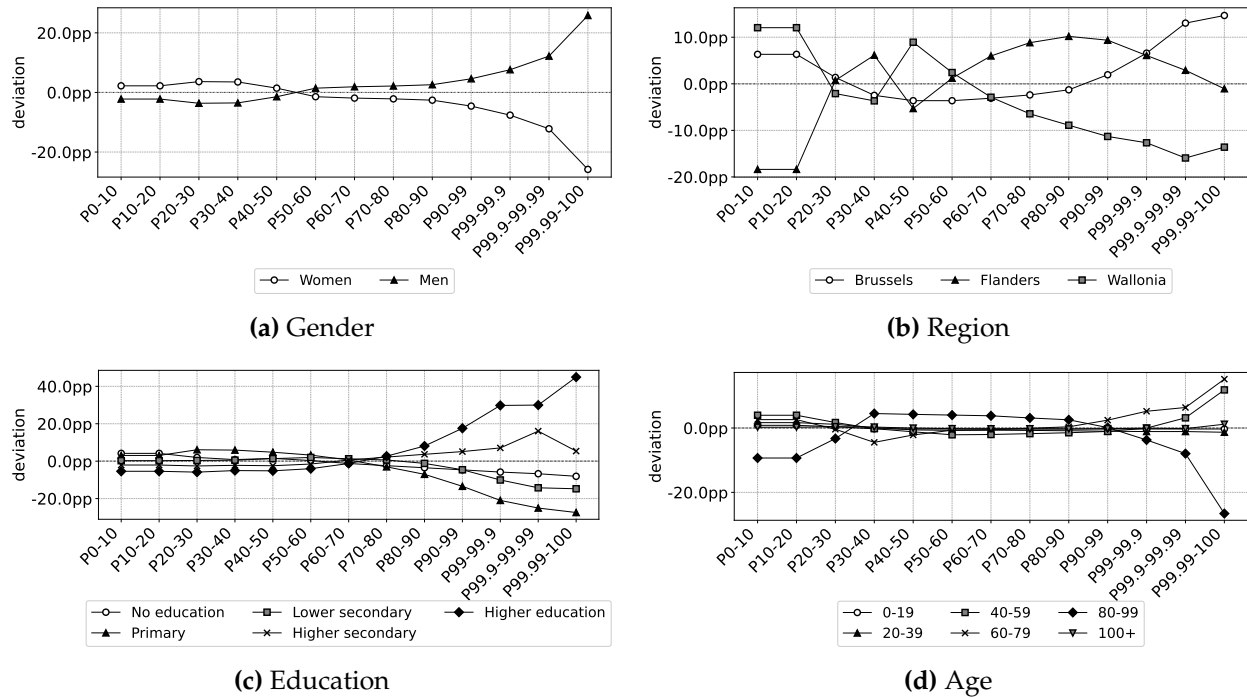 20.0pp
0.0pp
-20.0pp
deviation
P0-10
P10-20
P20-30
P30-40
P40-50
P50-60
P60-70
P70-80
P80-90
P90-99
P99-99.9
P99.9-99.99
P99.99-100
Women Men
(a) Gender
10.0pp
0.0pp
-10.0pp
-20.0pp
deviation
P0-10
P10-20
P20-30
P30-40
P40-50
P50-60
P60-70
P70-80
P80-90
P90-99
P99-99.9
P99.9-99.99
P99.99-100
Brussels Flanders Wallonia
(b) Region
40.0pp
20.0pp
0.0pp
-20.0pp
deviation
P0-10
P10-20
P20-30
P30-40
P40-50
P50-60
P60-70
P70-80
P80-90
P90-99
P99-99.9
P99.9-99.99
P99.99-100
No education Lower secondary Higher education
Primary Higher secondary
(c) Education
0.0pp
-20.0pp
deviation
P0-10
P10-20
P20-30
P30-40
P40-50
P50-60
P60-70
P70-80
P80-90
P90-99
P99-99.9
P99.9-99.99
P99.99-100
0-19 40-59 80-99
20-39 60-79 100+
(d) Age